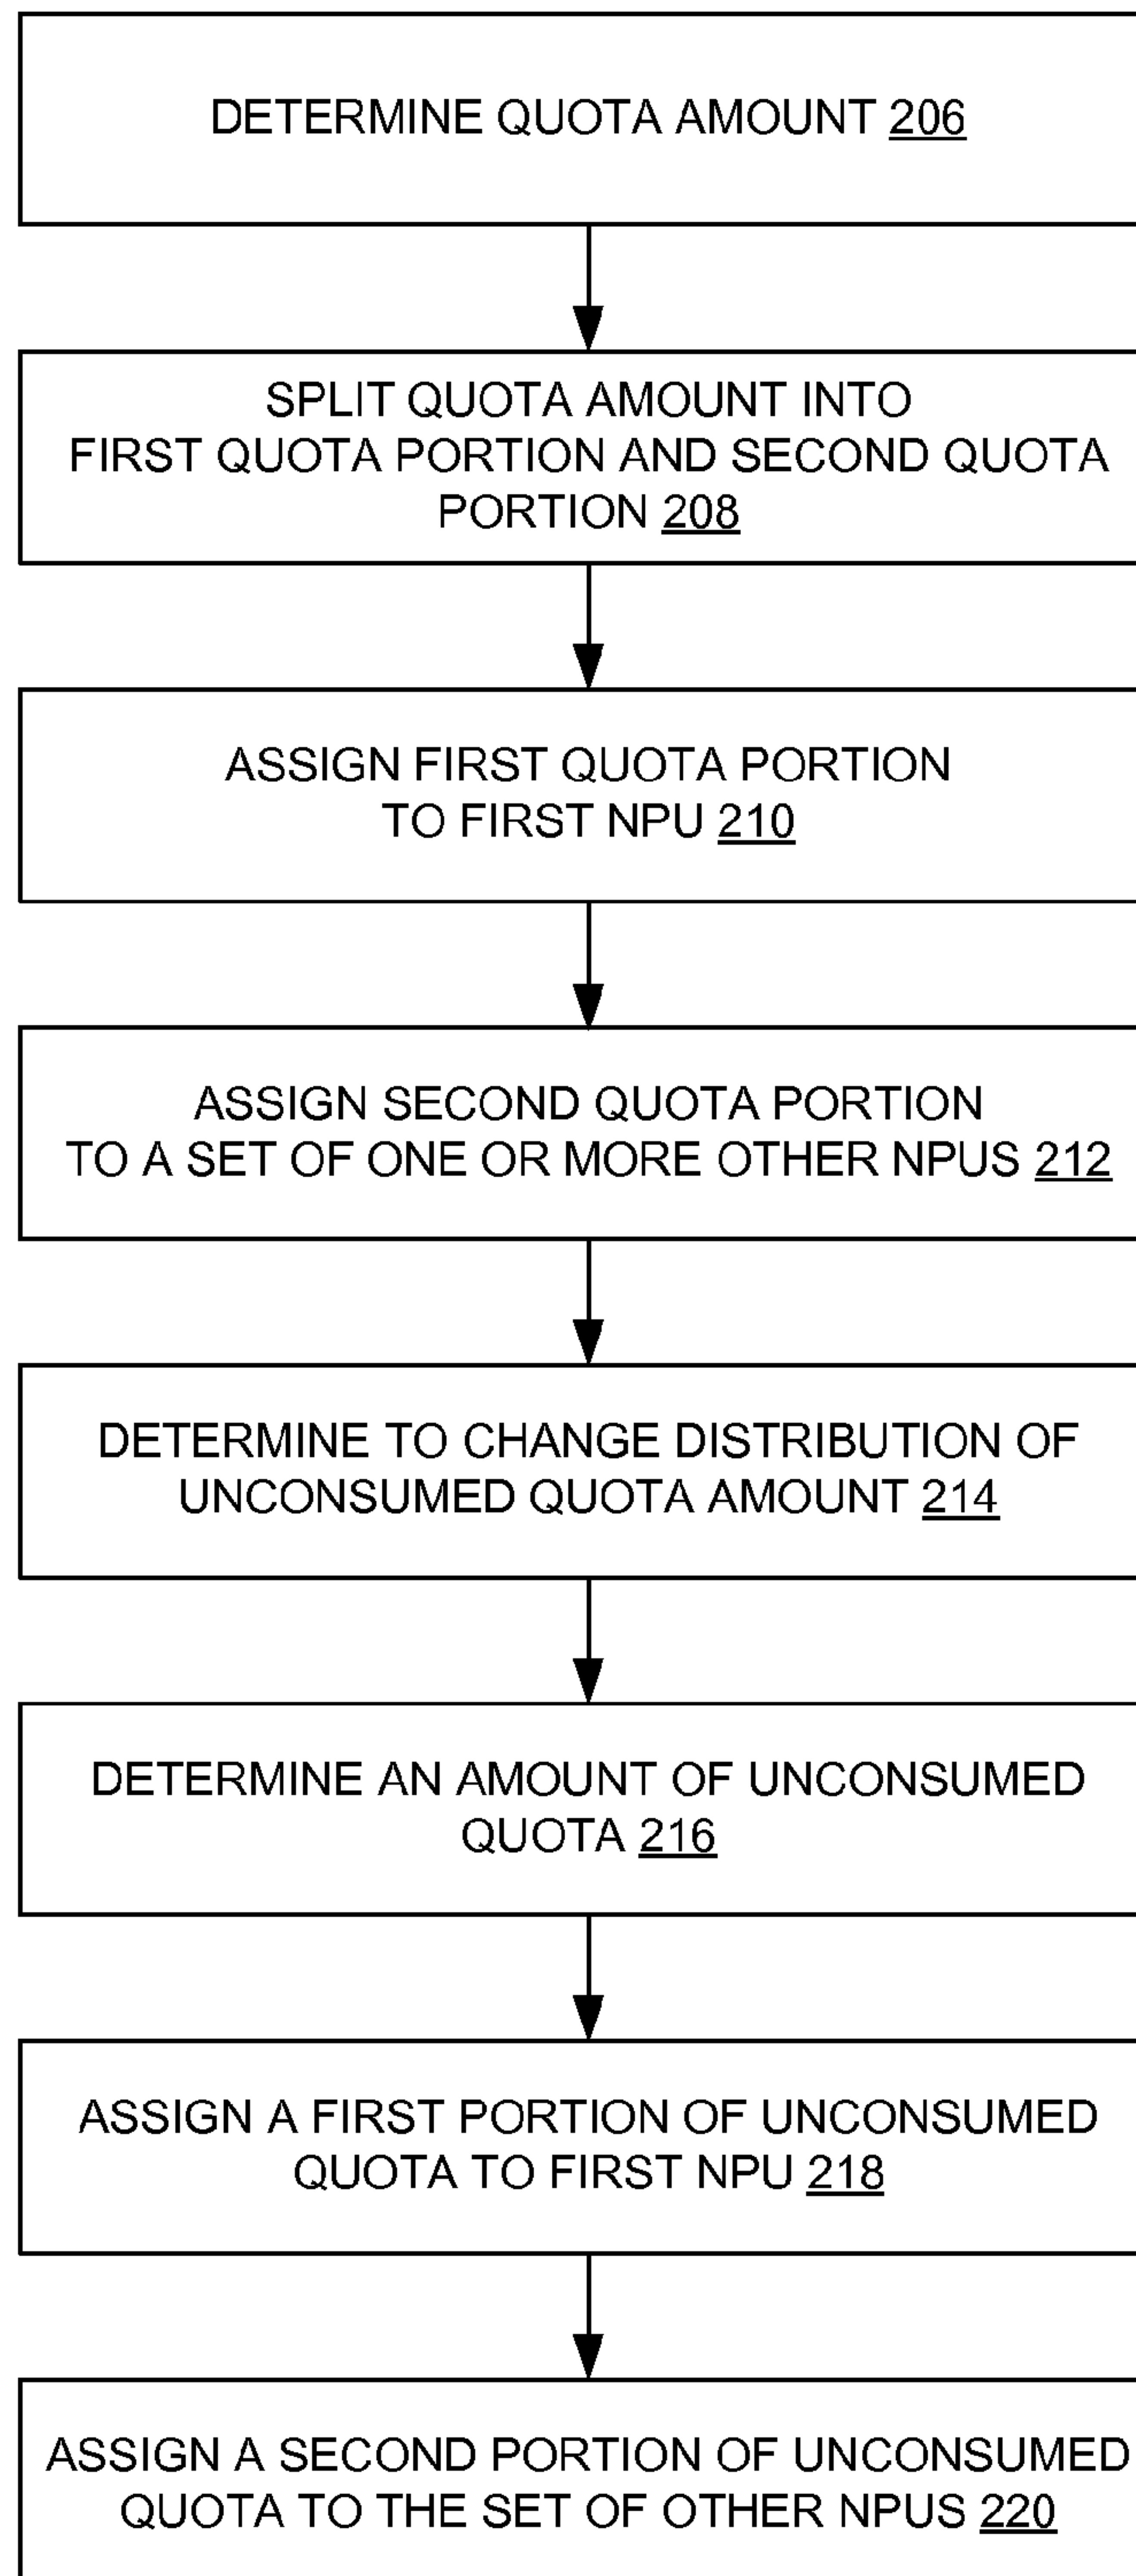 DETERMINE QUOTA AMOUNT 206
SPLIT QUOTA AMOUNT INTO
FIRST QUOTA PORTION AND SECOND QUOTA
PORTION 208
ASSIGN FIRST QUOTA PORTION
TO FIRST NPU 210
ASSIGN SECOND QUOTA PORTION
TO A SET OF ONE OR MORE OTHER NPUS 212
DETERMINE TO CHANGE DISTRIBUTION OF
UNCONSUMED QUOTA AMOUNT 214
DETERMINE AN AMOUNT OF UNCONSUMED
QUOTA 216
ASSIGN A FIRST PORTION OF UNCONSUMED
QUOTA TO FIRST NPU 218
ASSIGN A SECOND PORTION OF UNCONSUMED
QUOTA TO THE SET OF OTHER NPUS 220